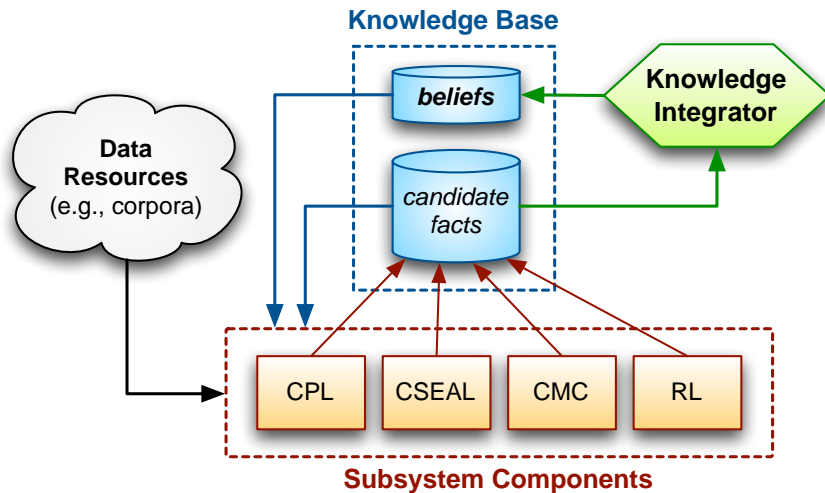 Knowledge Base
beliefs
Knowledge
Integrator
Data
Resources
(e.g., corpora)
candidate
facts
CPL
CSEAL
CMC
RL
Subsystem Components